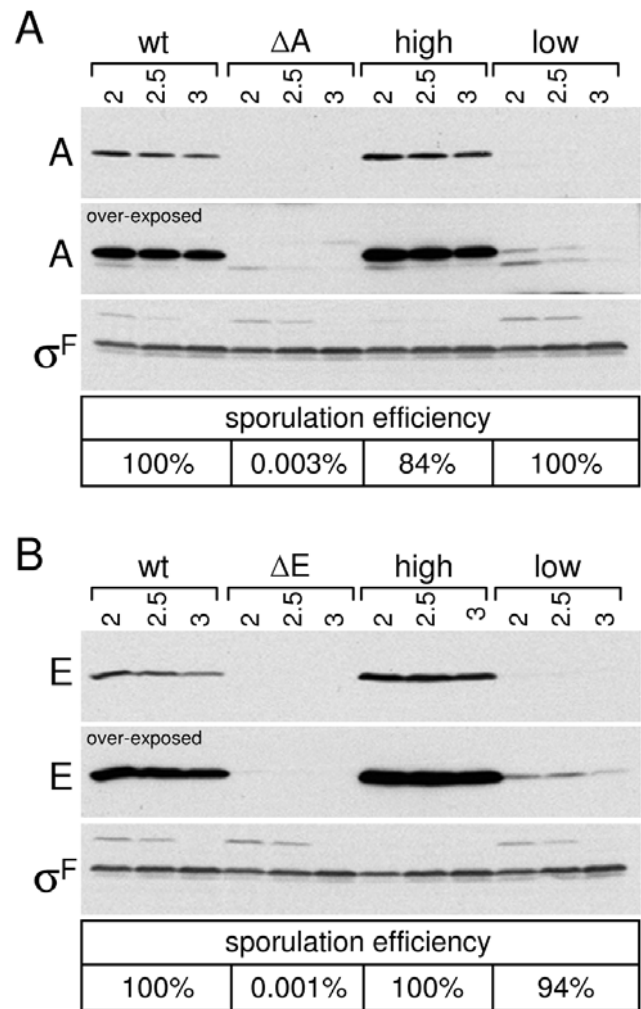 A
wt ΔA high low
2 2.5 3 2 2.5 3 2 2.5 3 2 2.5 3
A
over-exposed
A
σF
sporulation efficiency
100% 0.003% 84% 100%
B
wt ΔE high low
2 2.5 3 2 2.5 3 2 2.5 3 2 2.5 3
E
over-exposed
E
σF
sporulation efficiency
100% 0.001% 100% 94%